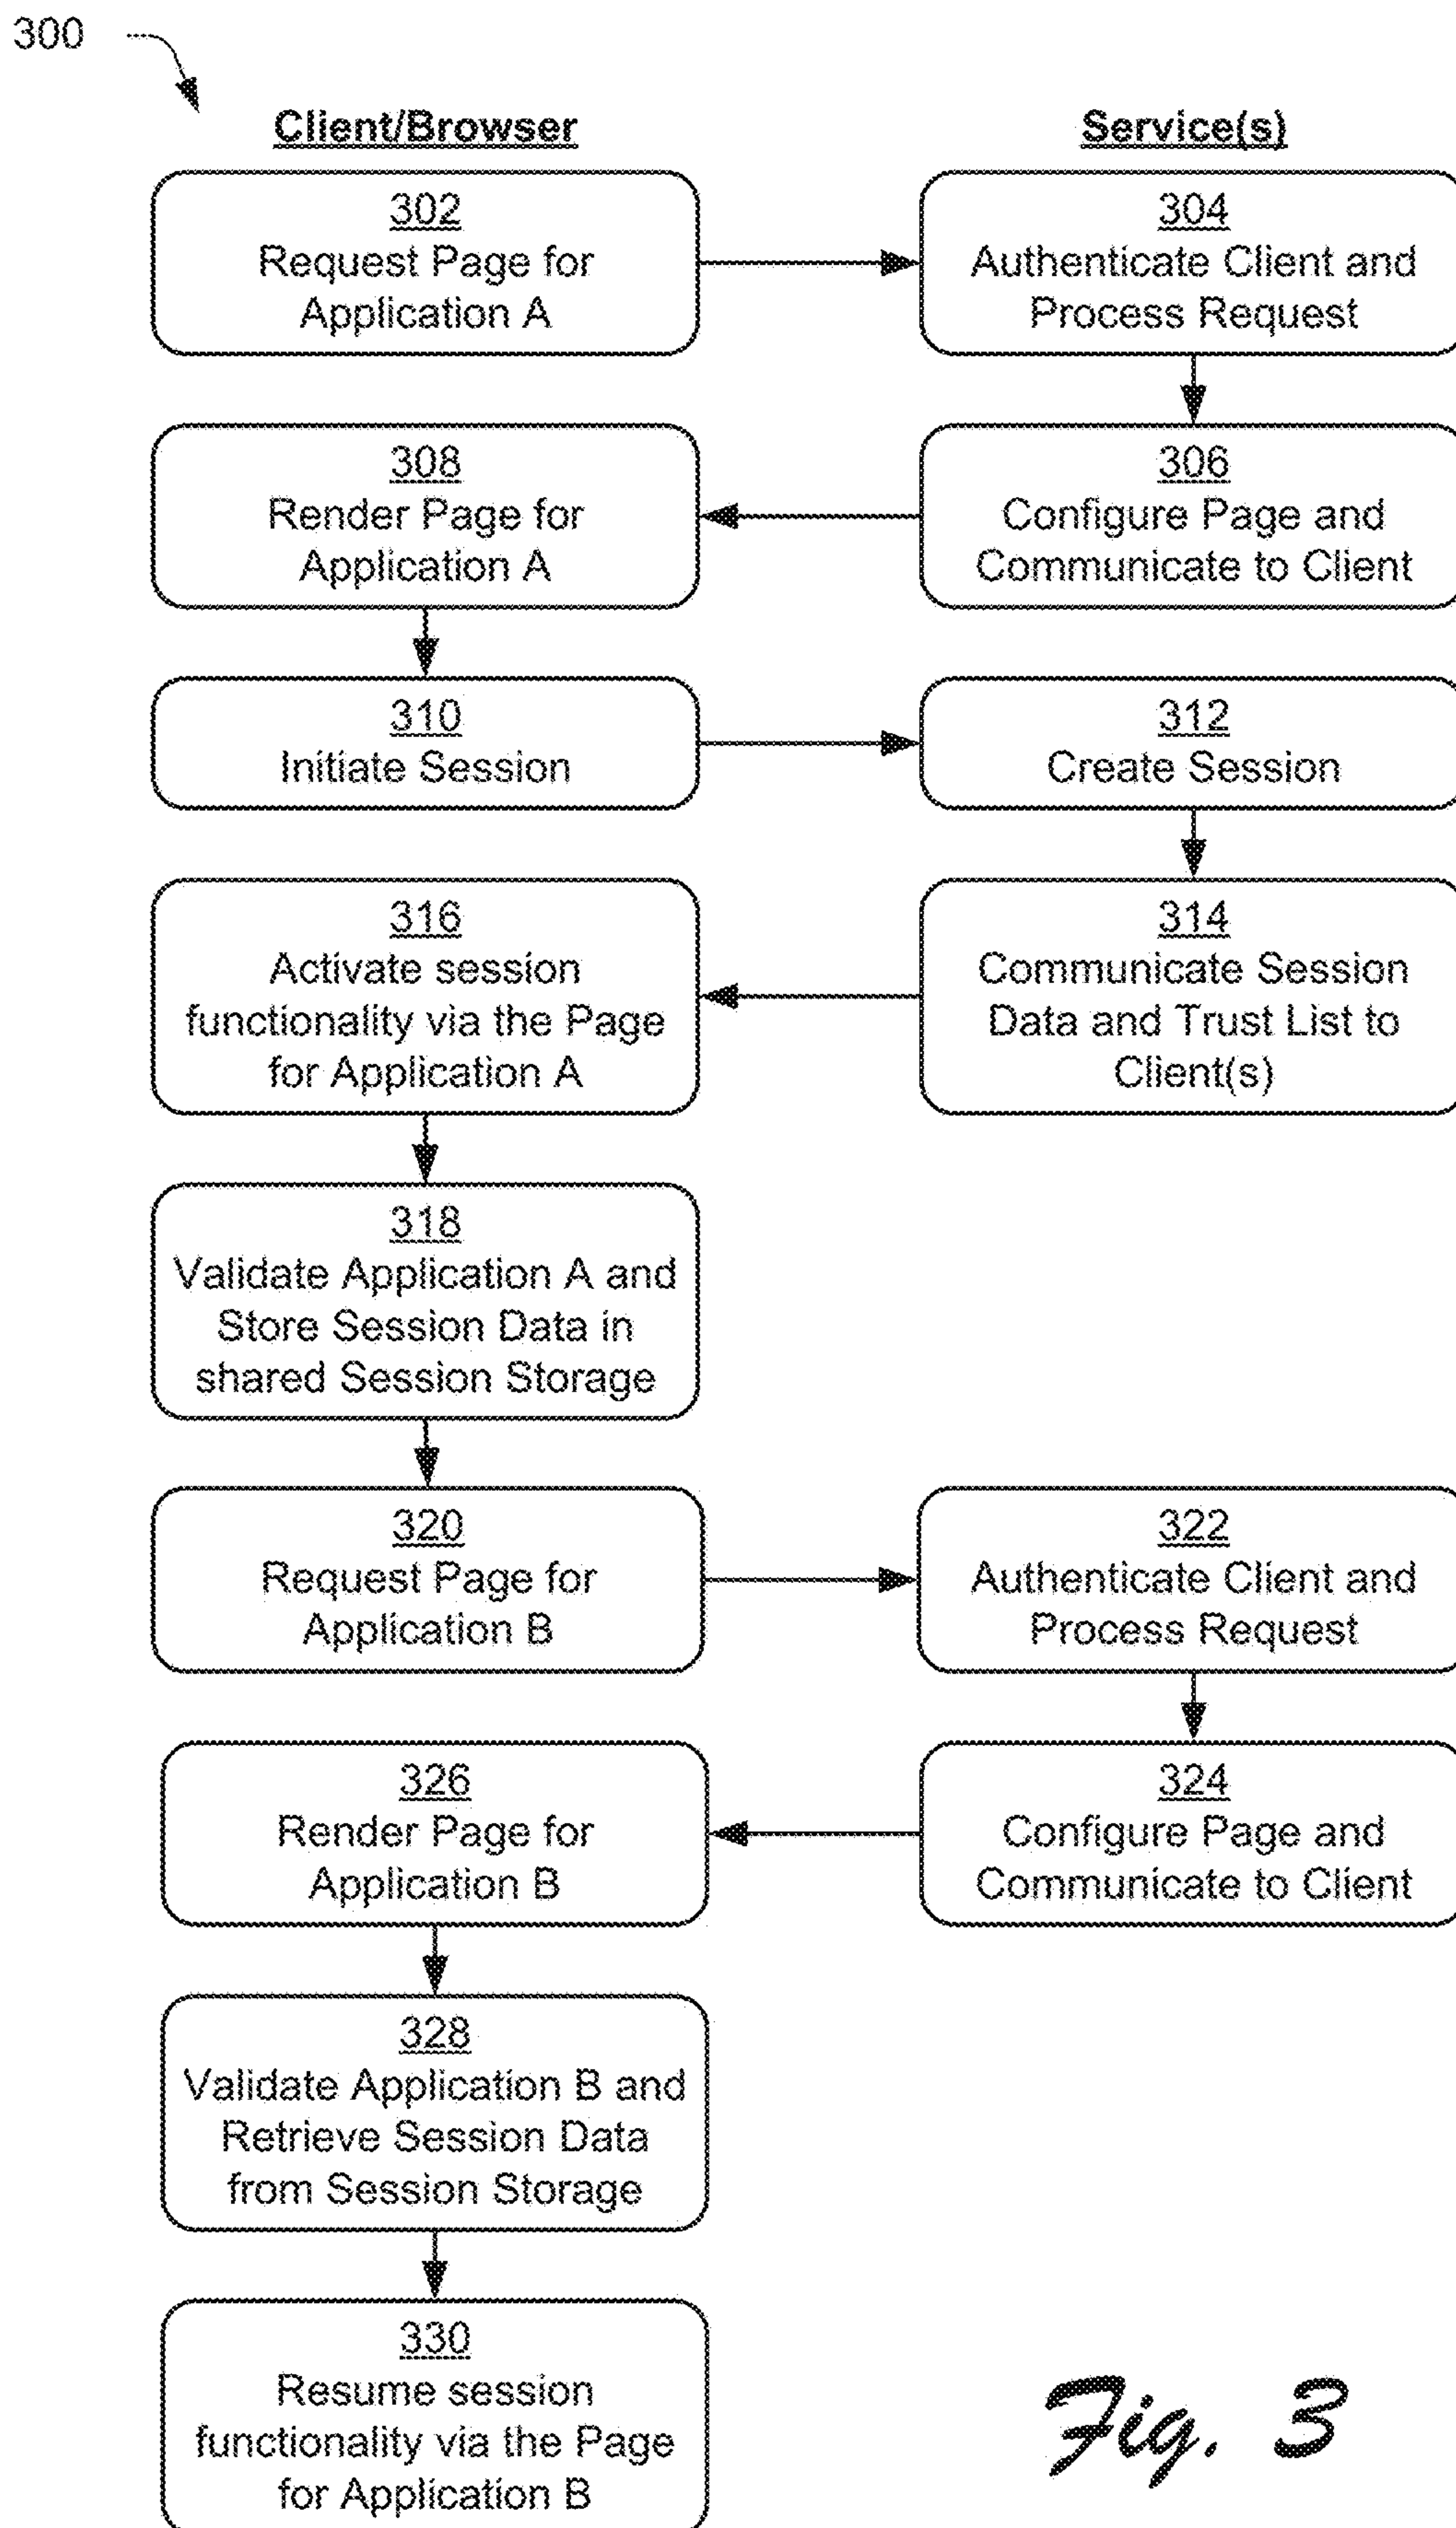 300
Client/Browser
Service(s)
302
Request Page for
Application A
304
Authenticate Client and
Process Request
308
Render Page for
Application A
306
Configure Page and
Communicate to Client
310
Initiate Session
312
Create Session
316
Activate session
functionality via the Page
for Application A
314
Communicate Session
Data and Trust List to
Client(s)
318
Validate Application A and
Store Session Data in
shared Session Storage
320
Request Page for
Application B
322
Authenticate Client and
Process Request
326
Render Page for
Application B
324
Configure Page and
Communicate to Client
328
Validate Application B and
Retrieve Session Data
from Session Storage
330
Resume session
functionality via the Page
for Application B
Fig. 3